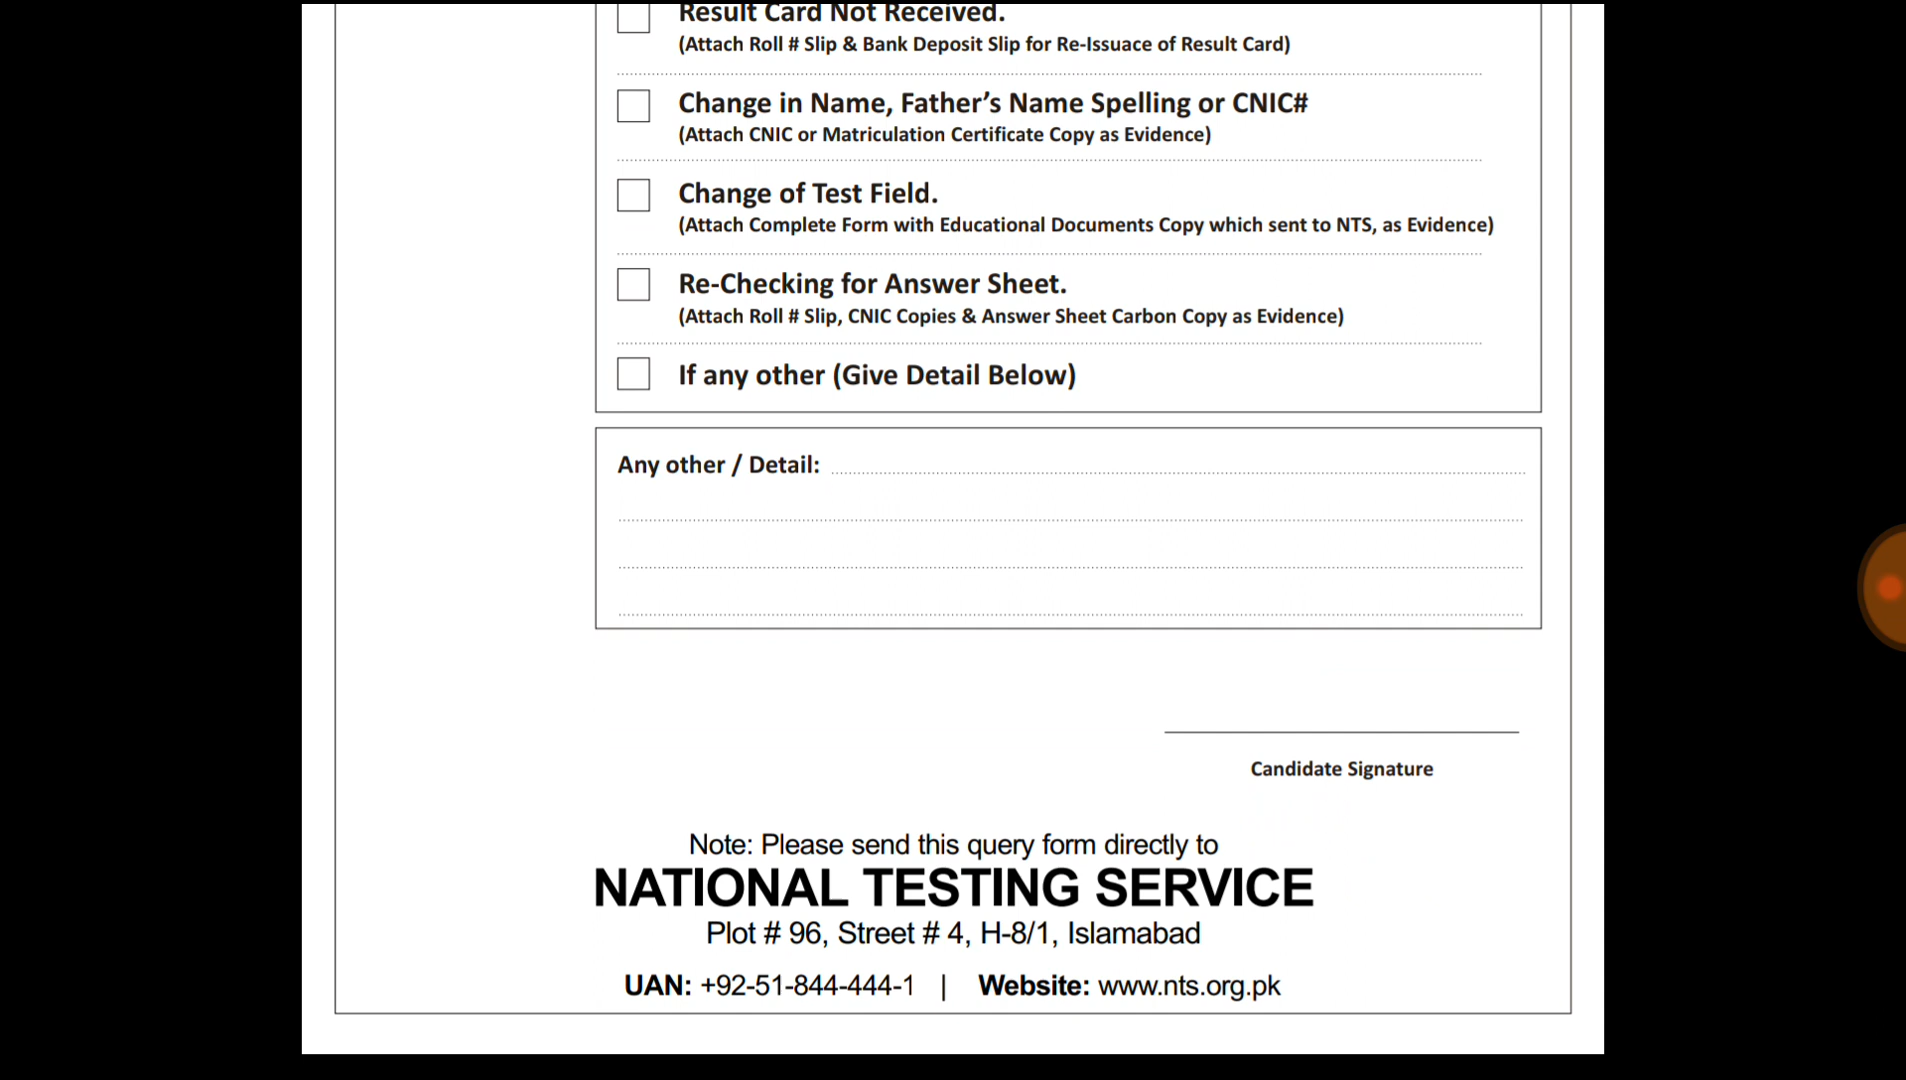 Result Card Not Received.
(Attach Roll # Slip & Bank Deposit Slip for Re-Issuace of Result Card)
Change in Name, Father’s Name Spelling or CNIC#
(Attach CNIC or Matriculation Certificate Copy as Evidence)
Change of Test Field.
(Attach Complete Form with Educational Documents Copy which sent to NTS, as Evidence)
Re-Checking for Answer Sheet.
(Attach Roll # Slip, CNIC Copies & Answer Sheet Carbon Copy as Evidence)
If any other (Give Detail Below)
Any other / Detail:
Candidate Signature
Note: Please send this query form directly to
NATIONAL TESTING SERVICE
Plot # 96, Street # 4, H-8/1, Islamabad
UAN: +92-51-844-444-1 | Website: www.nts.org.pk